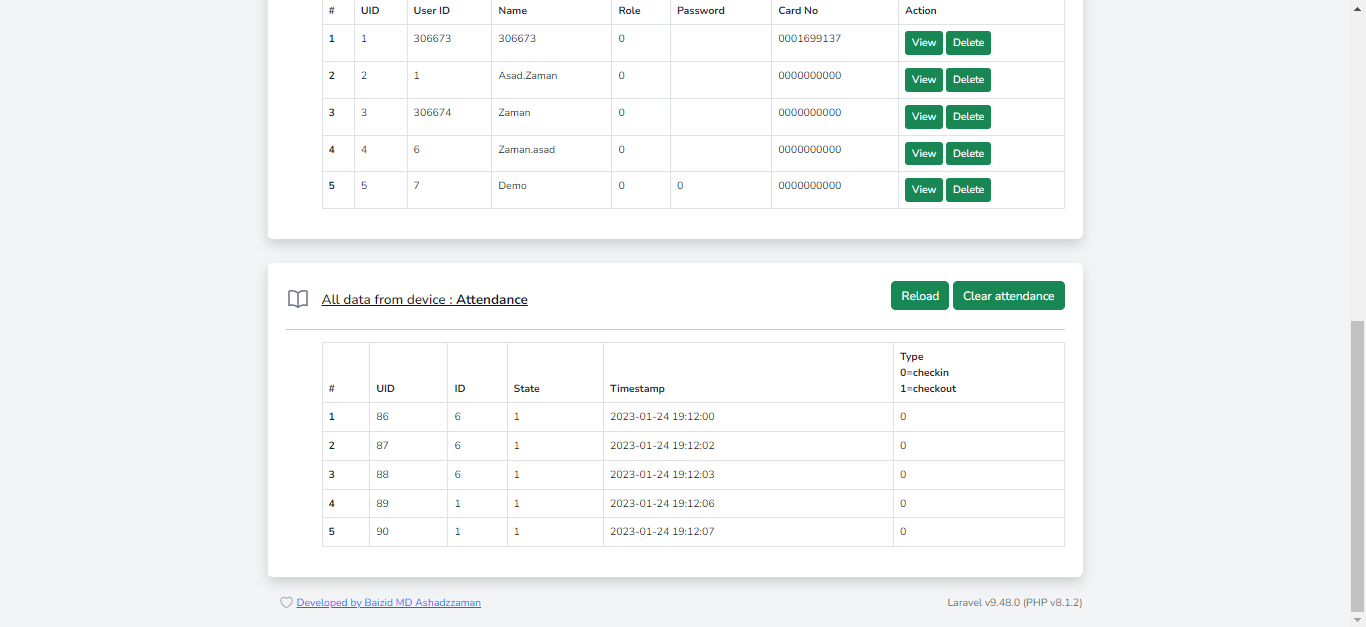 # UID User ID Name Role Password Card No Action
1 1 306673 306673 0 0001699137 View Delete
2 2 1 Asad.Zaman 0 0000000000 View Delete
3 3 306674 Zaman 0 0000000000 View Delete
4 4 6 Zaman.asad 0 0000000000 View Delete
5 5 7 Demo 0 0 0000000000 View Delete
All data from device : Attendance Reload Clear attendance
Type
0=checkin
# UID ID State Timestamp 1=checkout
1 86 6 1 2023-01-24 19:12:00 0
2 87 6 1 2023-01-24 19:12:02 0
3 88 6 1 2023-01-24 19:12:03 0
4 89 1 1 2023-01-24 19:12:06 0
5 90 1 1 2023-01-24 19:12:07 0
Developed by Baizid MD Ashadzzaman Laravel v9.48.0 (PHP v8.1.2)